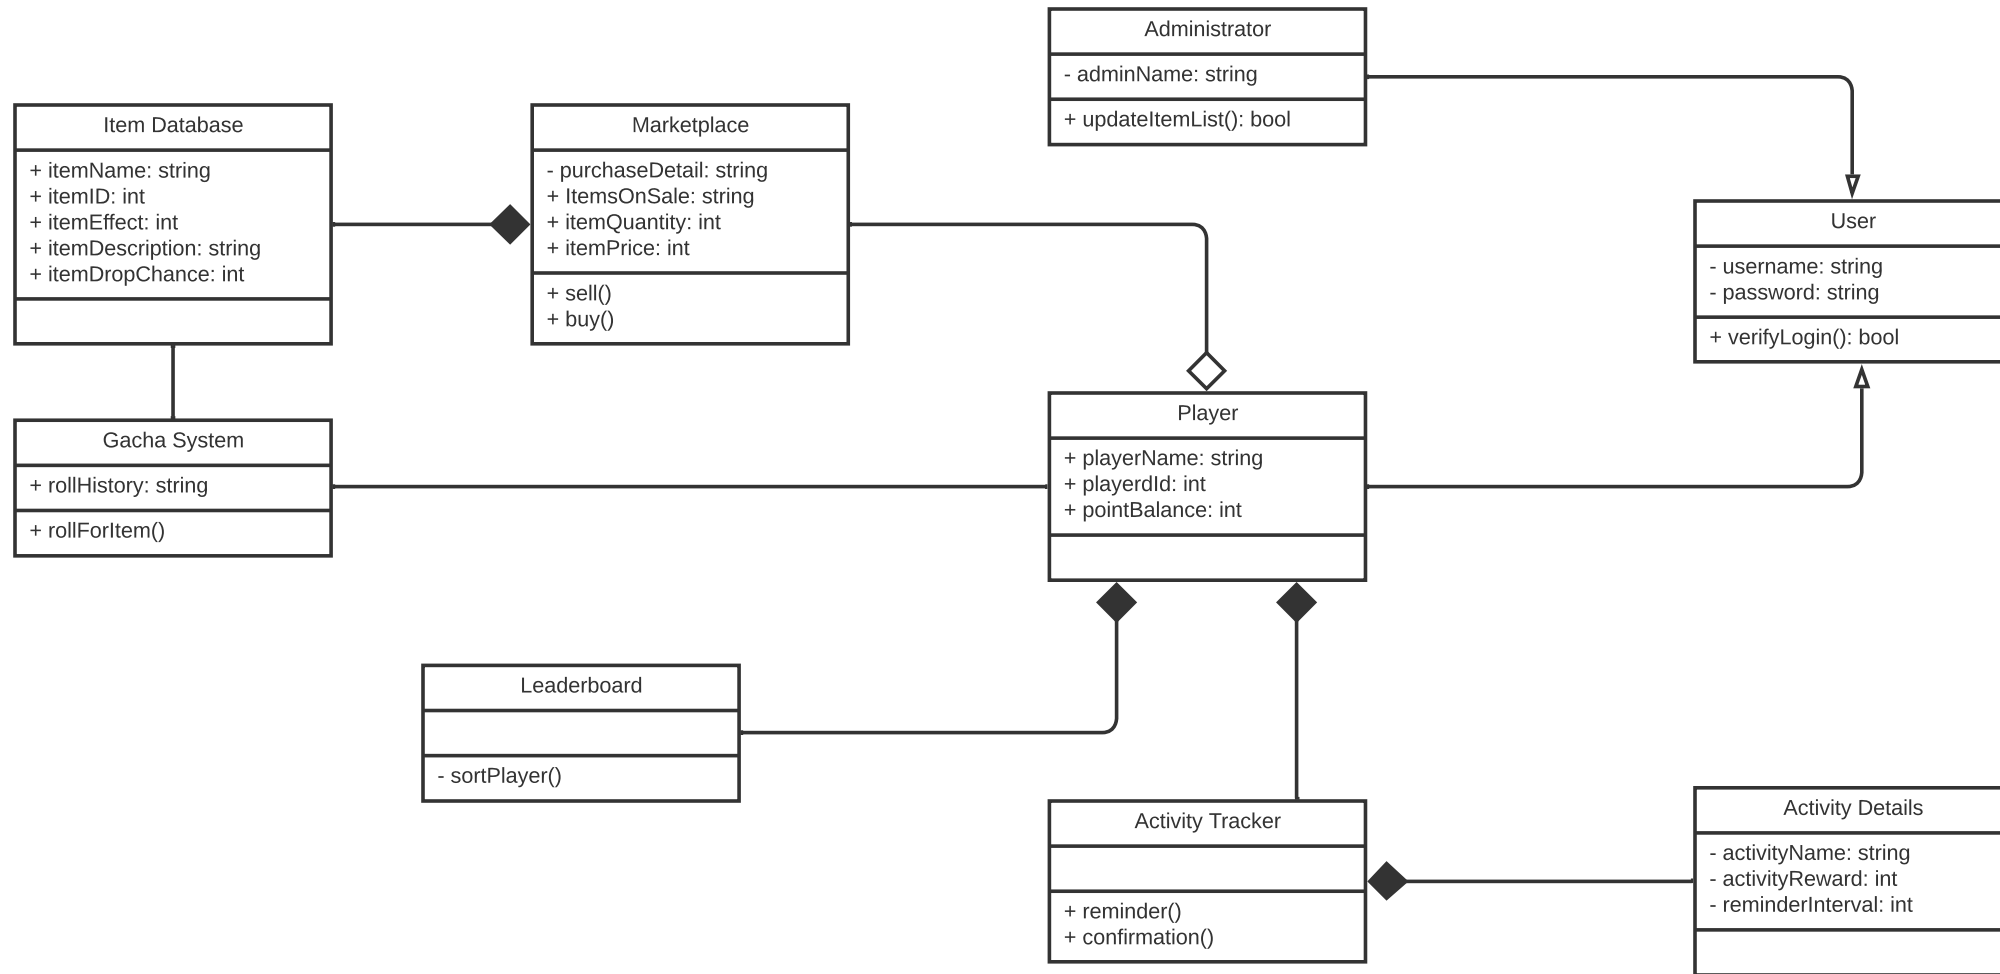 Administrator
- adminName: string
+ updateItemList(): bool
Item Database
+ itemName: string
+ itemID: int
+ itemEffect: int
+ itemDescription: string
+ itemDropChance: int
Marketplace
- purchaseDetail: string
+ ItemsOnSale: string
+ itemQuantity: int
+ itemPrice: int
+ sell()
+ buy()
User
- username: string
- password: string
+ verifyLogin(): bool
Gacha System
+ rollHistory: string
+ rollForItem()
Player
+ playerName: string
+ playerdId: int
+ pointBalance: int
Leaderboard
- sortPlayer()
Activity Tracker
+ reminder()
+ confirmation()
Activity Details
- activityName: string
- activityReward: int
- reminderInterval: int